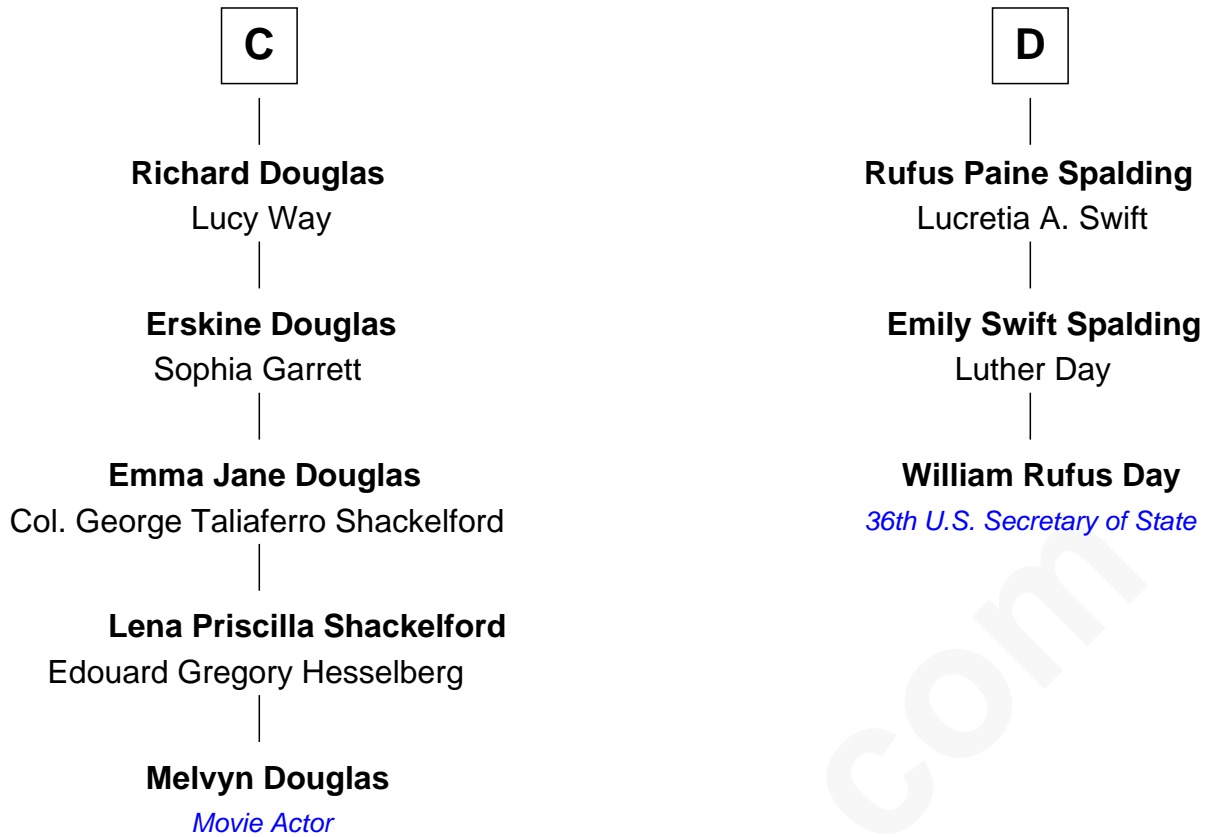 C
Richard Douglas
Lucy Way
Erskine Douglas
Sophia Garrett
Emma Jane Douglas
Col. George Taliaferro Shackelford
Lena Priscilla Shackelford
Edouard Gregory Hesselberg
Melvyn Douglas
Movie Actor
D
Rufus Paine Spalding
Lucretia A. Swift
Emily Swift Spalding
Luther Day
William Rufus Day
36th U.S. Secretary of State
com